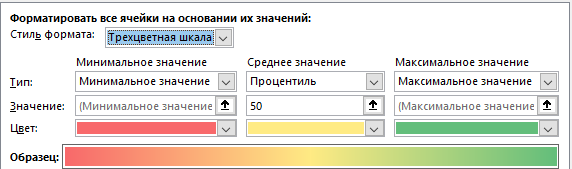 Форматировать все ячейки на основании их значений:
Стиль формата: Трехцветная шкала
Минимальное значение Среднее значение Максимальное значение
Тип: Минимальное значение Процентиль Максимальное значение
Значение: (Минимальное значение 50 (Максимальное значение
Цвет:
Образец: